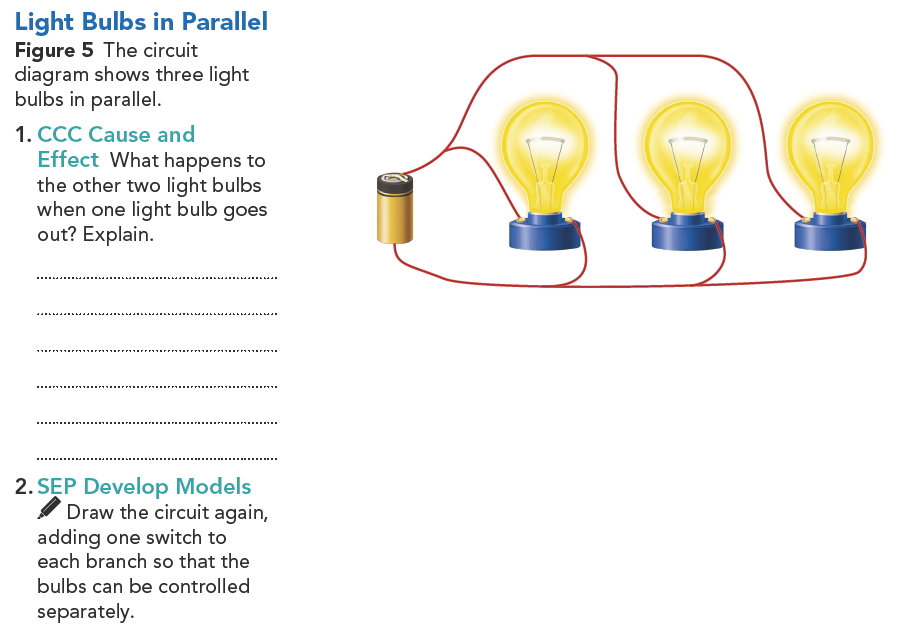 Light Bulbs in Parallel
Figure 5 The circuit
diagram shows three light
bulbs in parallel.
1. CCC Cause and
Effect What happens to
the other two light bulbs
when one light bulb goes
out? Explain.
2. SEP Develop Models
Draw the circuit again,
adding one switch to
each branch so that the
bulbs can be controlled
separately.